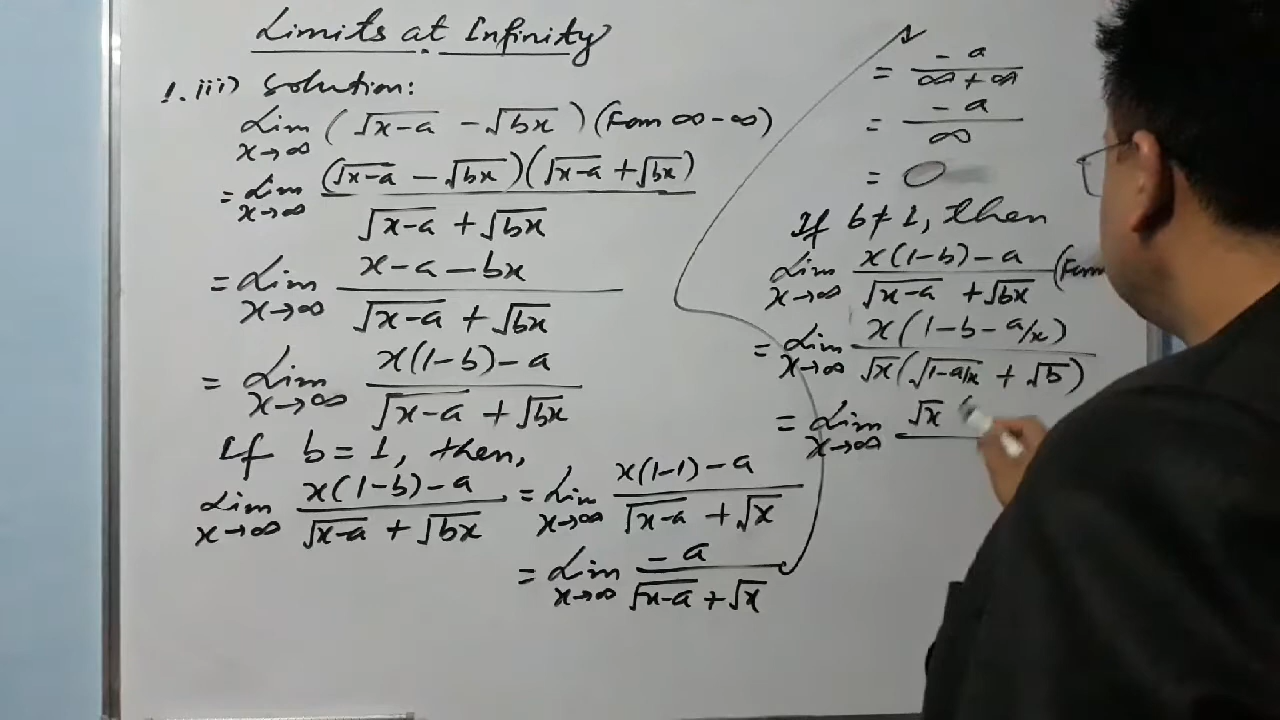 Limits at Infinity
1. iii) Solution:
Lim x→∞ (√x-a - √bx) (Form ∞ - ∞)
= Lim x→∞ (√x-a - √bx)(√x-a + √bx) / √x-a + √bx
= Lim x→∞ x-a-bx / √x-a + √bx
= Lim x→∞ x(1-b)-a / √x-a + √bx
If b = 1, then,
Lim x→∞ x(1-b)-a / √x-a + √bx = Lim x→∞ x(1-1)-a / √x-a + √x
= Lim x→∞ -a / √x-a + √x
= -a / ∞ + ∞
= -a / ∞
= 0
If b ≠ 1, then
Lim x→∞ x(1-b)-a / √x-a + √bx (Form
= Lim x→∞ x(1-b-a/x) / √x(√1-a/x + √b)
= Lim x→∞ √x (